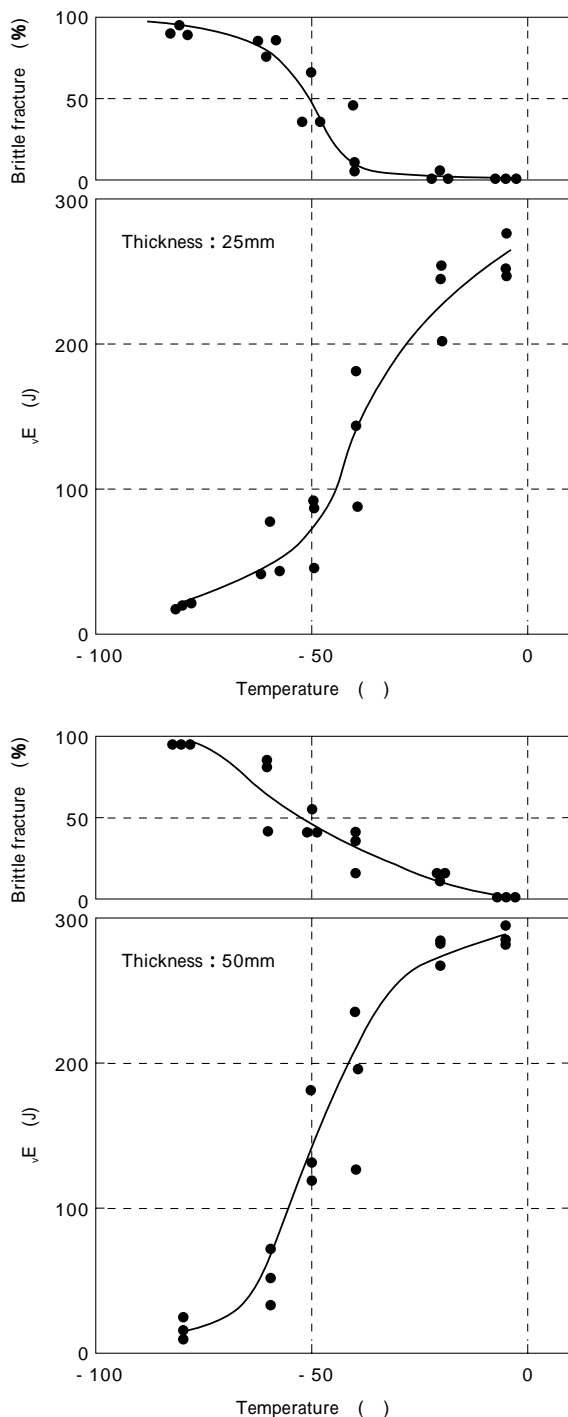 Brittle fracture (%)
100
50
0
300
Thickness : 25mm
200
vE (J)
100
0
- 100
- 50
0
Temperature ( )
Brittle fracture (%)
100
50
0
300
Thickness : 50mm
200
vE (J)
100
0
- 100
- 50
0
Temperature ( )